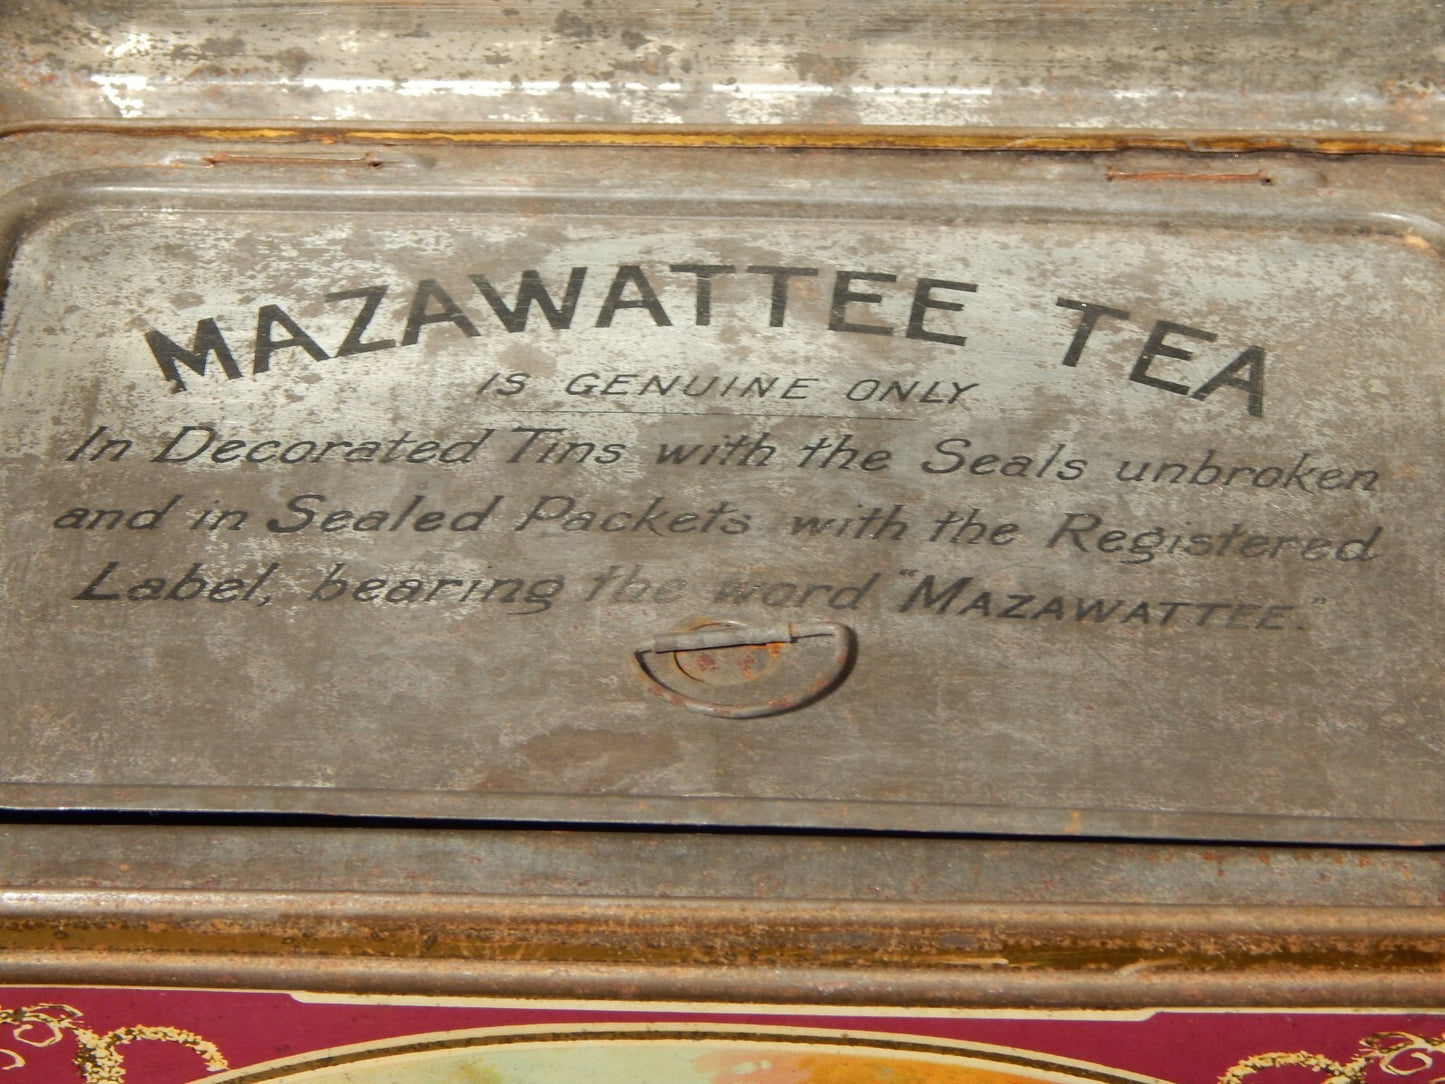 MAZAWATTEE TEA
IS GENUINE ONLY
In Decorated Tins with the Seals unbroken
and in Sealed Packets with the Registered
Label, bearing the word "MAZAWATTEE."